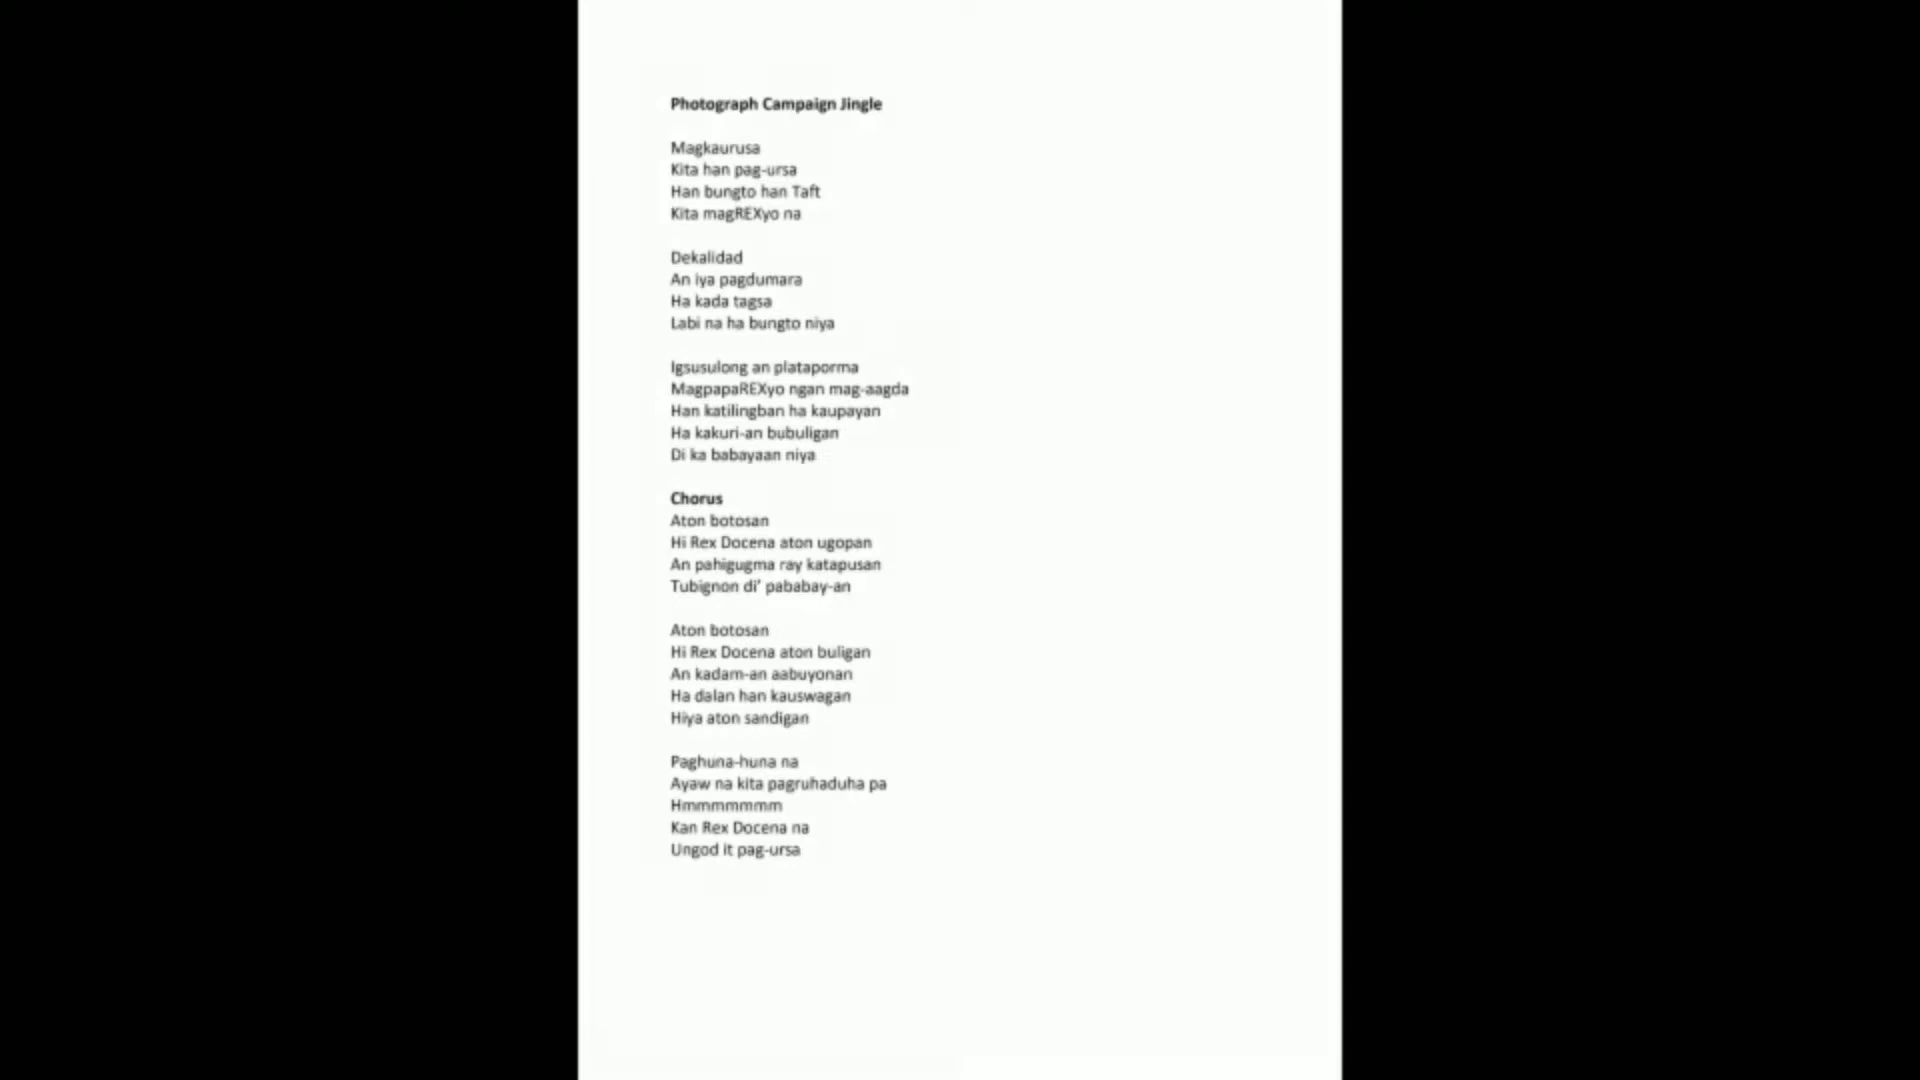 Photograph Campaign Jingle
Magkaurusa
Kita han pag-ursa
Han bungto han Taft
Kita magREXyo na
Dekalidad
An iya pagdumara
Ha kada tagsa
Labi na ha bungto niya
Igsusulong an plataporma
MagpapaREXyo ngan mag-aagda
Han katilingban ha kaupayan
Ha kakuri-an bubuligan
Di ka babayaan niya
Chorus
Aton botosan
Hi Rex Docena aton ugopan
An pahigugma ray katapusan
Tubignon di’ pababay-an
Aton botosan
Hi Rex Docena aton buligan
An kadam-an aabuyonan
Ha dalan han kauswagan
Hiya aton sandigan
Paghuna-huna na
Ayaw na kita pagruhaduha pa
Hmmmmmmm
Kan Rex Docena na
Ungod it pag-ursa